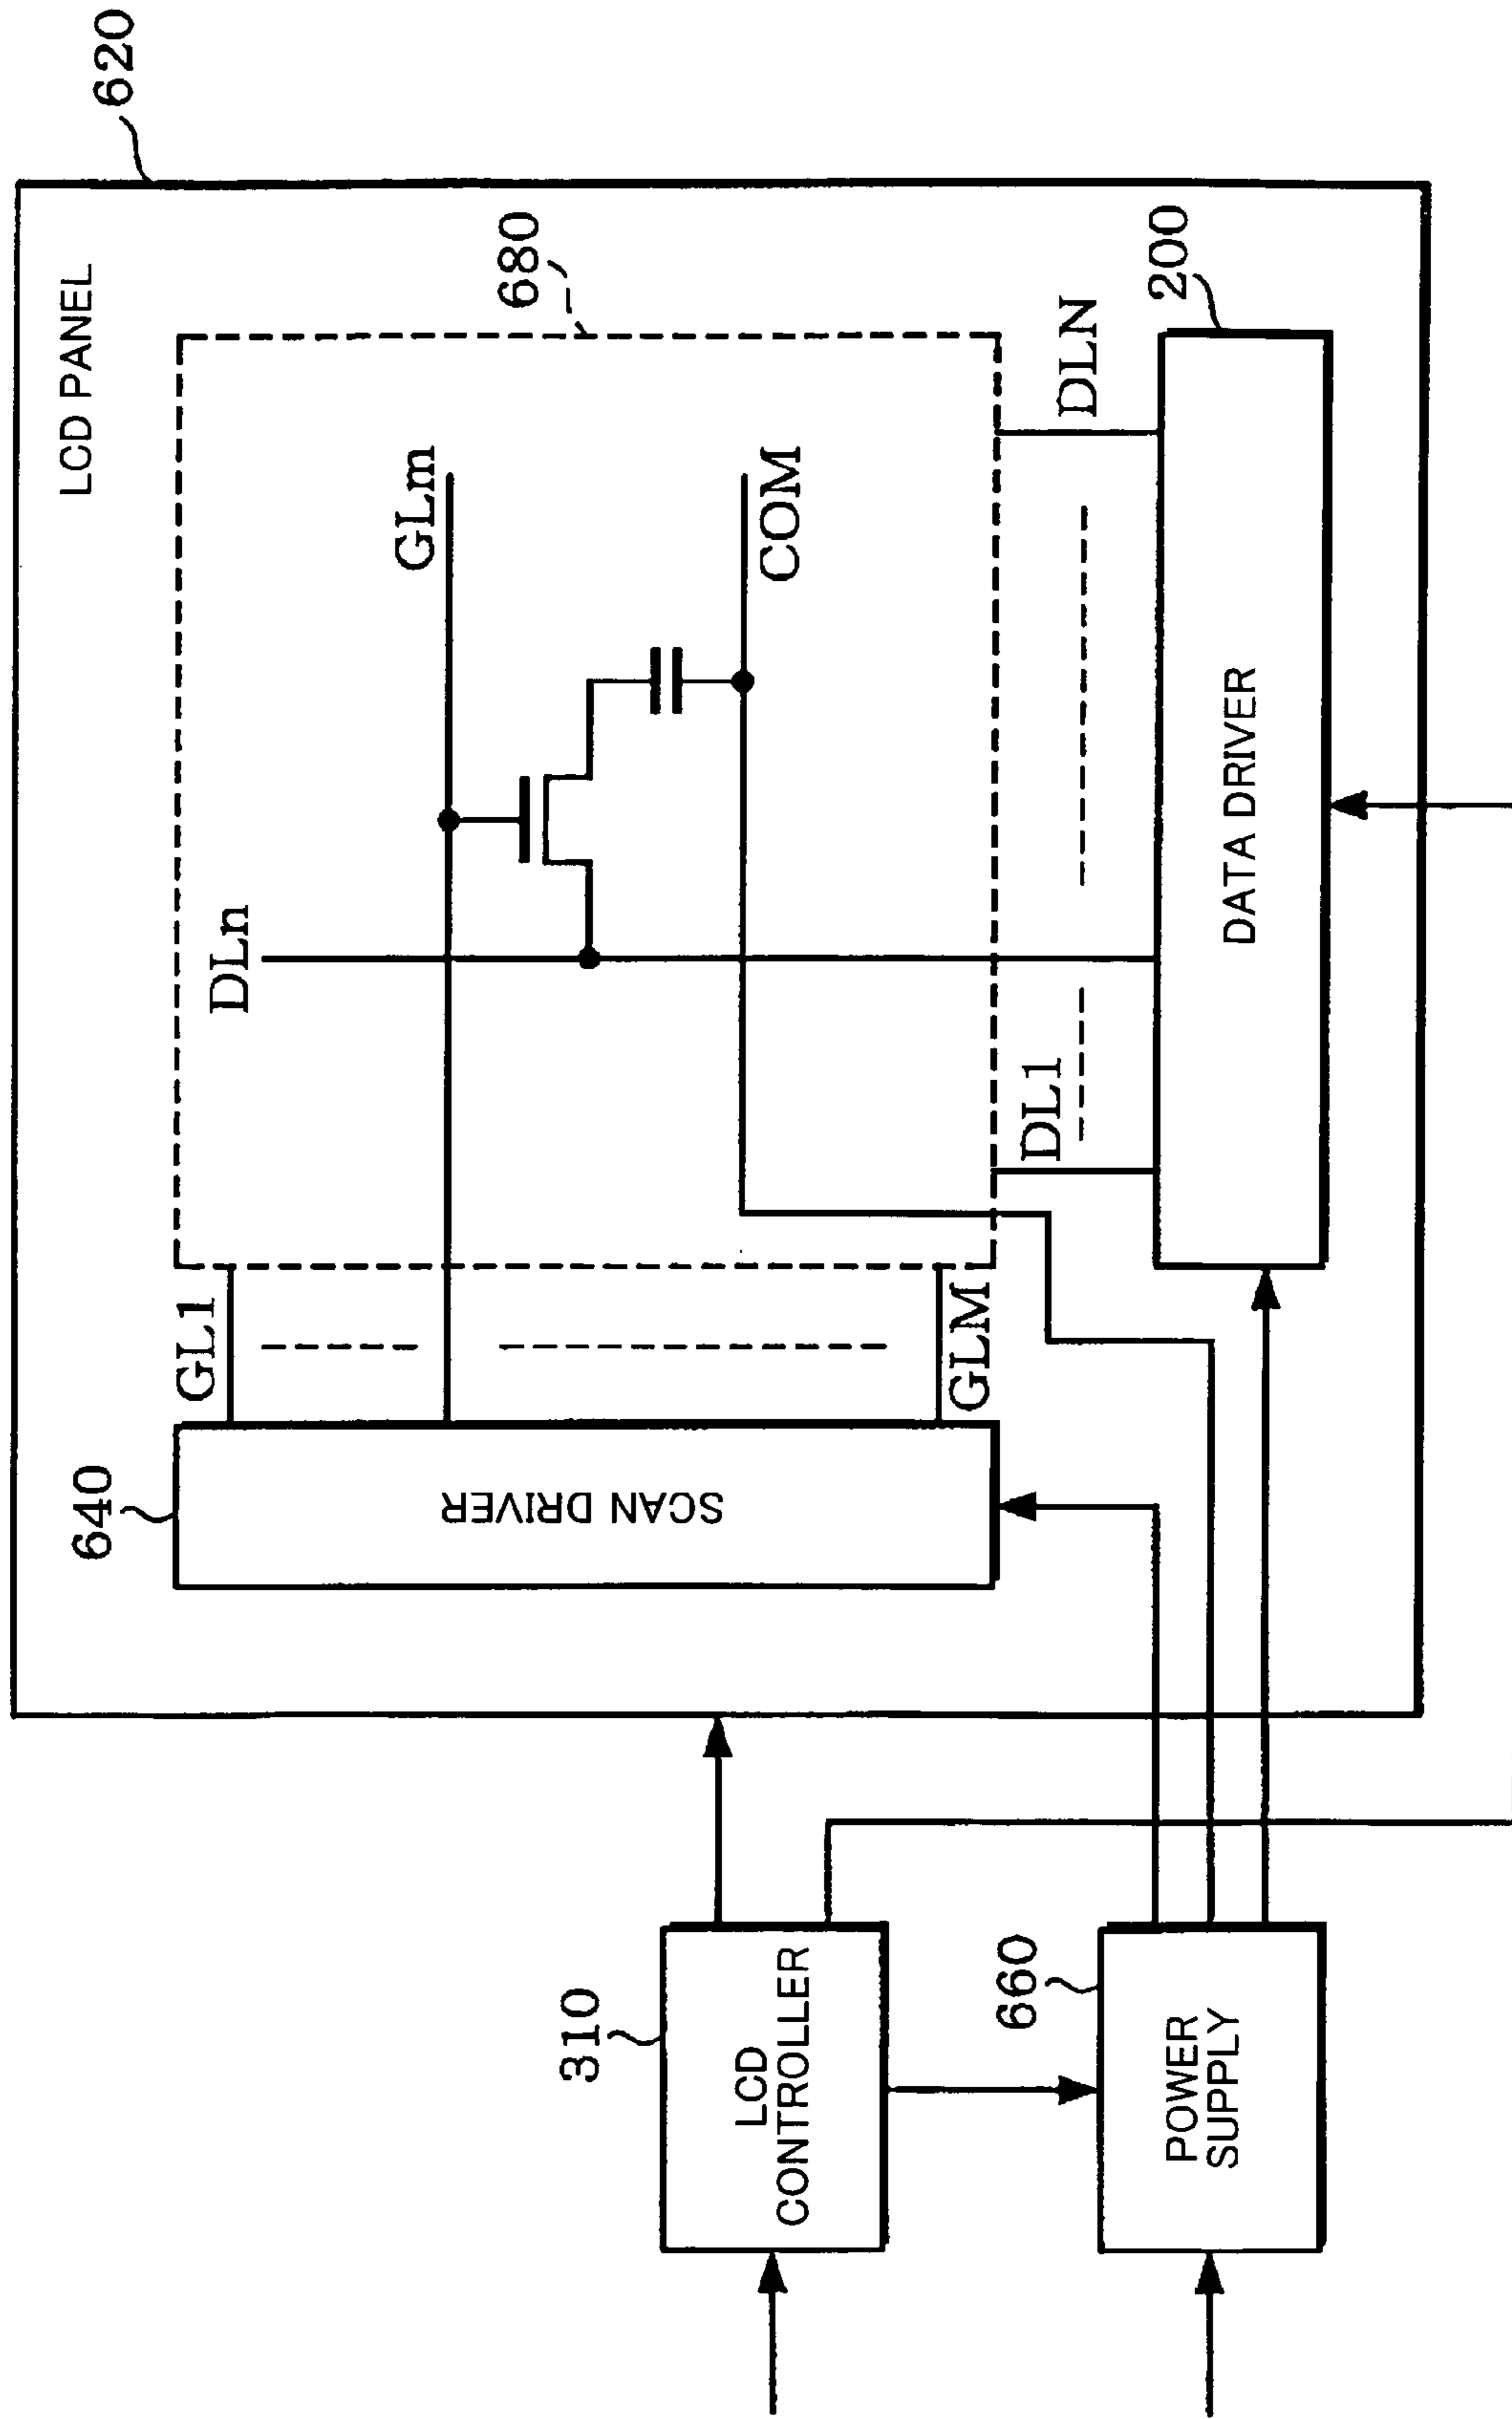 620
LCD PANEL
680
640
GL1
DLn
GLm
SCAN DRIVER
COM
GLM
DL1
DLN
200
310
LCD
CONTROLLER
DATA DRIVER
660
POWER
SUPPLY